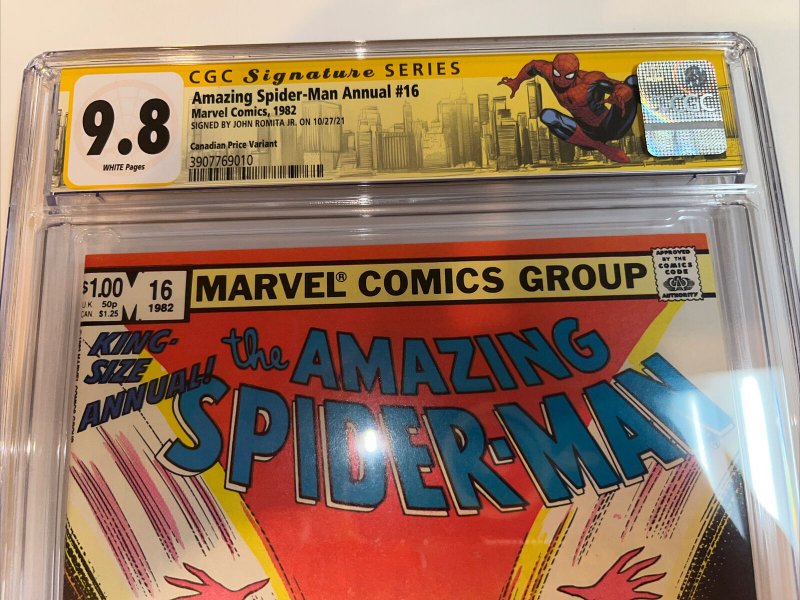 CGC Signature SERIES
9.8
WHITE Pages
Amazing Spider-Man Annual #16
Marvel Comics, 1982
SIGNED BY JOHN ROMITA JR. ON 10/27/21
Canadian Price Variant
3907769010
CGC
$1.00
UK 50p
CAN. $1.25
M
16
1982
MARVEL® COMICS GROUP
APPROVED
BY THE
COMICS
CODE
CA
AUTHORITY
KING-
SIZE
ANNUAL!
the AMAZING
SPIDER-MAN